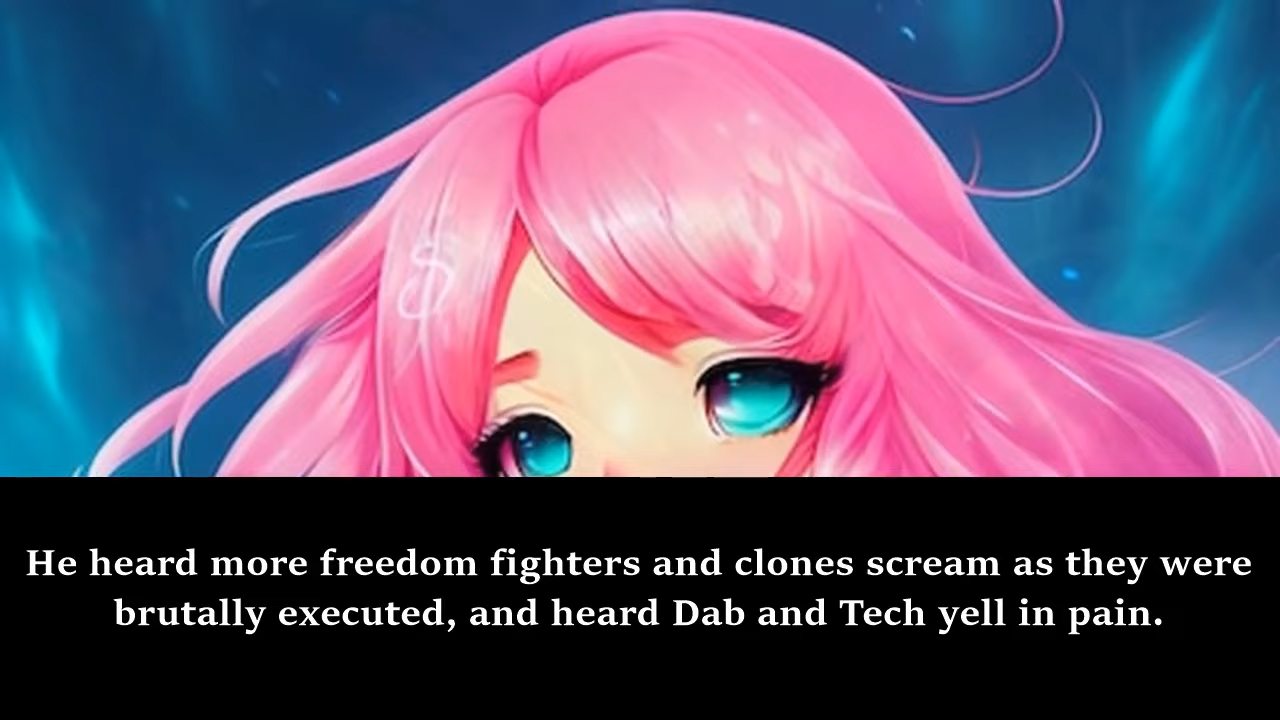 He heard more freedom fighters and clones scream as they were
brutally executed, and heard Dab and Tech yell in pain.